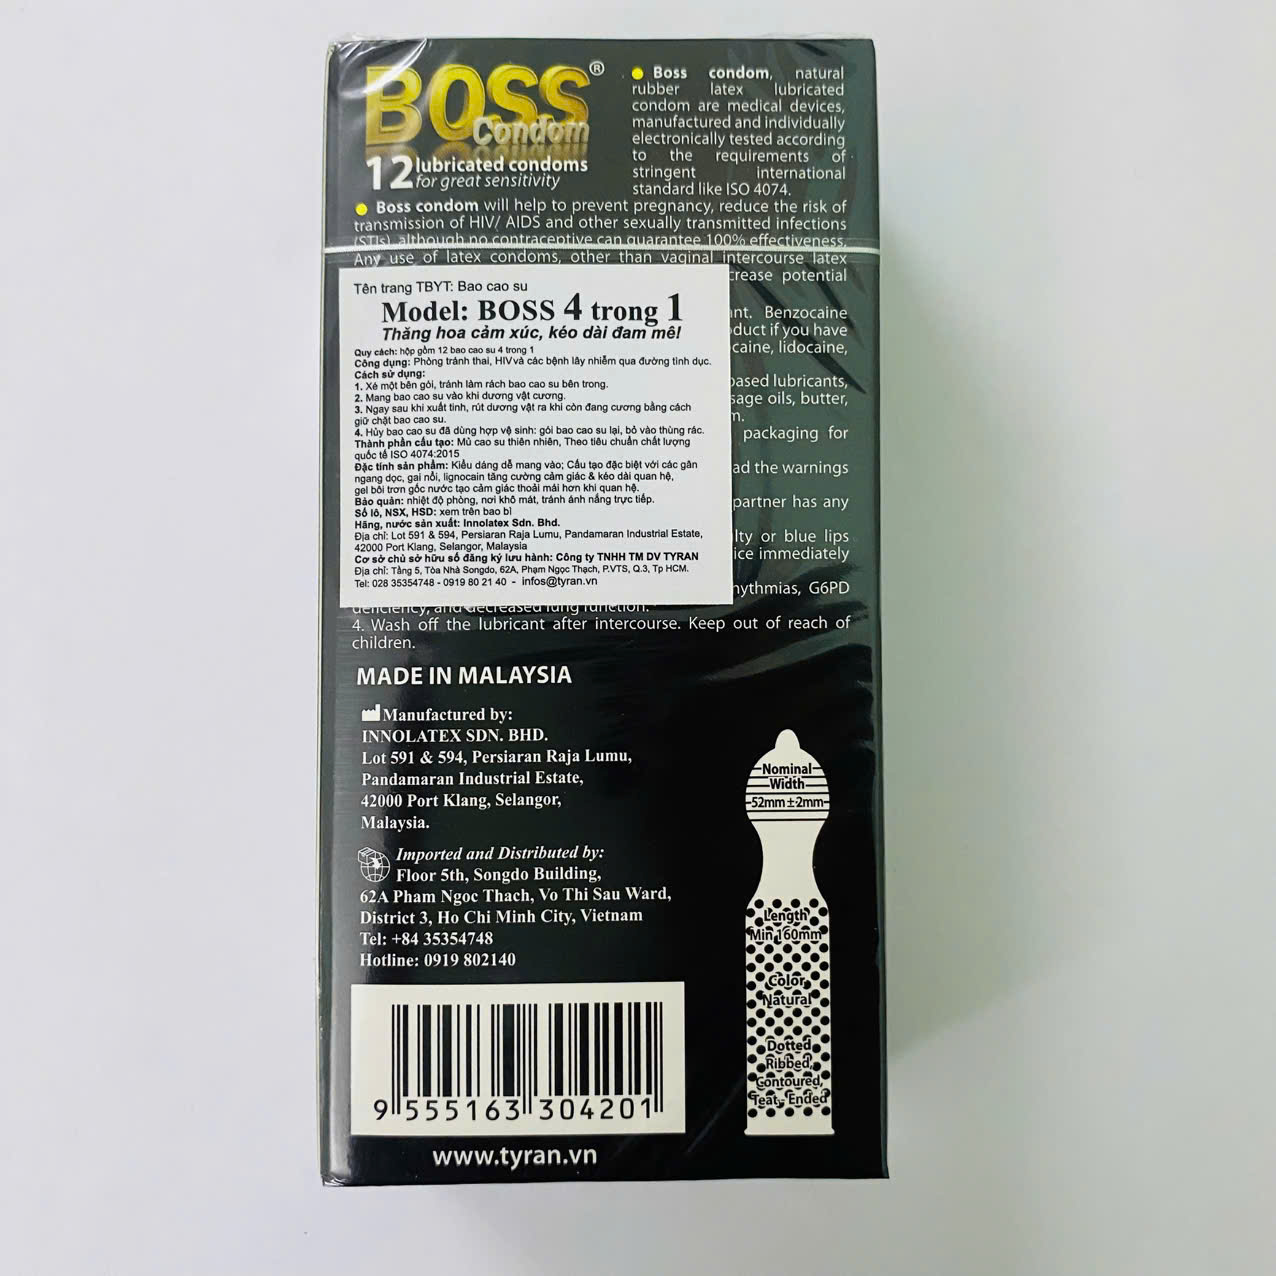 BOSS®
Condom
12 lubricated condoms
for great sensitivity
Boss condom, natural
rubber latex lubricated
condom are medical devices,
manufactured and individually
electronically tested according
to the requirements of
stringent international
standard like ISO 4074.
Boss condom will help to prevent pregnancy, reduce the risk of
transmission of HIV/ AIDS and other sexually transmitted infections
(STIs), although no contraceptive can guarantee 100% effectiveness.
Any use of latex condoms, other than vaginal intercourse latex
crease potential
nt. Benzocaine
duct if you have
caine, lidocaine,
based lubricants,
sage oils, butter,
m.
packaging for
ad the warnings
partner has any
lty or blue lips
ice immediately
hythmias, G6PD
deficiency, and decreased lung function.
4. Wash off the lubricant after intercourse. Keep out of reach of
children.
Tên trang TBYT: Bao cao su
Model: BOSS 4 trong 1
Thăng hoa cảm xúc, kéo dài đam mê!
Quy cách: hộp gồm 12 bao cao su 4 trong 1
Công dụng: Phòng tránh thai, HIV và các bệnh lây nhiễm qua đường tình dục.
Cách sử dụng:
1. Xé một bên gói, tránh làm rách bao cao su bên trong.
2. Mang bao cao su vào khi dương vật cương.
3. Ngay sau khi xuất tinh, rút dương vật ra khi còn đang cương bằng cách
giữ chặt bao cao su.
4. Hủy bao cao su đã dùng hợp vệ sinh: gói bao cao su lại, bỏ vào thùng rác.
Thành phần cấu tạo: Mủ cao su thiên nhiên, Theo tiêu chuẩn chất lượng
quốc tế ISO 4074:2015
Đặc tính sản phẩm: Kiểu dáng dễ mang vào; Cấu tạo đặc biệt với các gân
ngang dọc, gai nổi, lignocain tăng cường cảm giác & kéo dài quan hệ,
gel bôi trơn gốc nước tạo cảm giác thoải mái hơn khi quan hệ.
Bảo quản: nhiệt độ phòng, nơi khô mát, tránh ánh nắng trực tiếp.
Số lô, NSX, HSD: xem trên bao bì
Hãng, nước sản xuất: Innolatex Sdn. Bhd.
Địa chỉ: Lot 591 & 594, Persiaran Raja Lumu, Pandamaran Industrial Estate,
42000 Port Klang, Selangor, Malaysia
Cơ sở chủ sở hữu số đăng ký lưu hành: Công ty TNHH TM DV TYRAN
Địa chỉ: Tầng 5, Tòa Nhà Songdo, 62A, Phạm Ngọc Thạch, P.VTS, Q.3, Tp HCM.
Tel: 028 35354748 - 0919 80 21 40 - infos@tyran.vn
MADE IN MALAYSIA
Manufactured by:
INNOLATEX SDN. BHD.
Lot 591 & 594, Persiaran Raja Lumu,
Pandamaran Industrial Estate,
42000 Port Klang, Selangor,
Malaysia.
Imported and Distributed by:
Floor 5th, Songdo Building,
62A Pham Ngoc Thach, Vo Thi Sau Ward,
District 3, Ho Chi Minh City, Vietnam
Tel: +84 35354748
Hotline: 0919 802140
Nominal
Width
52mm±2mm
Length
Min 160mm
Color
Natural
Dotted
Ribbed,
Contoured,
Teat,- Ended
9 555163 304201
www.tyran.vn